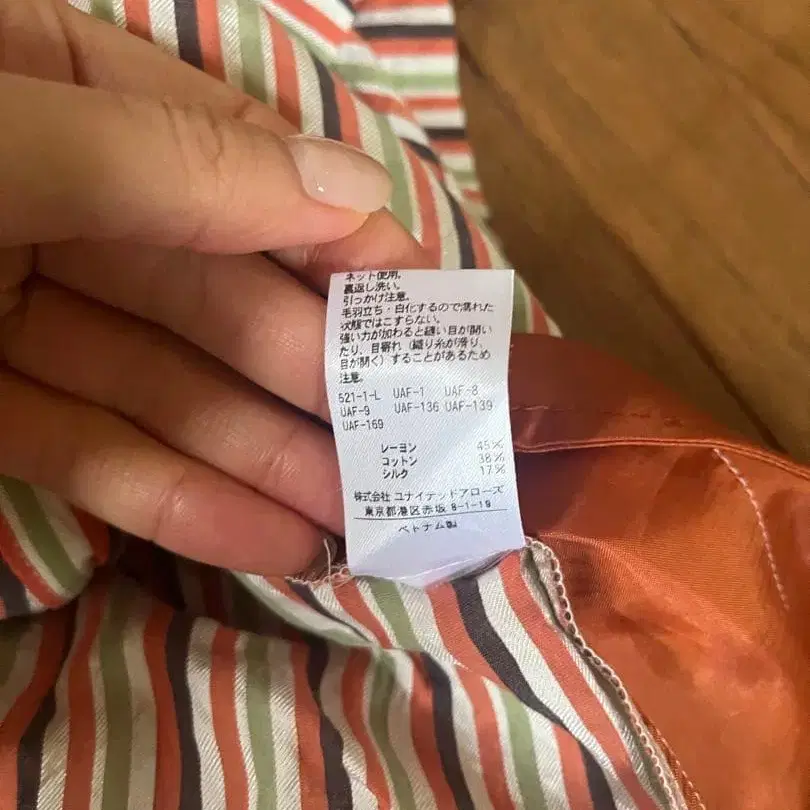 ネット使用。
裏返し洗い。
引っかけ注意。
毛羽立ち・白化するので濡れた
状態ではこすらない。
強い力が加わると縫い目が開い
たり、目寄れ（織り糸が滑り、
目が開く）することがあるため
注意。
521-1-L UAF-1 UAF-8
UAF-9 UAF-136 UAF-139
UAF-169
レーヨン 45%
コットン 38%
シルク 17%
株式会社 ユナイテッドアローズ
東京都港区赤坂 8-1-19
ベトナム製